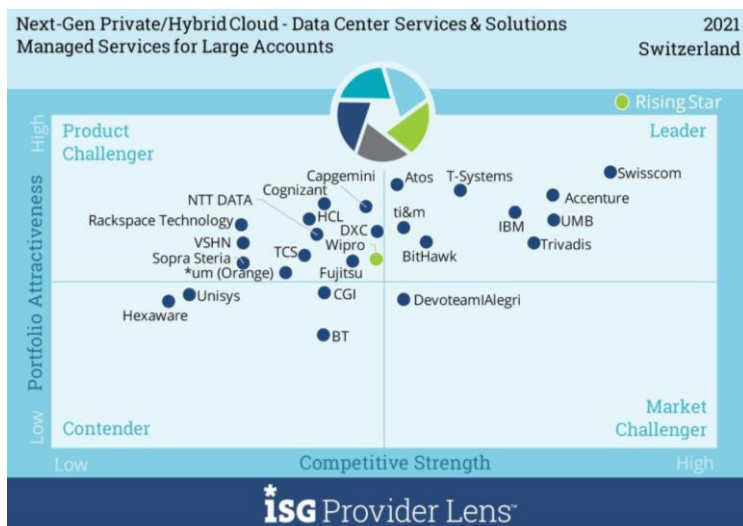 Next-Gen Private/Hybrid Cloud - Data Center Services & Solutions
Managed Services for Large Accounts
2021
Switzerland
Rising Star
High
Product
Challenger
Leader
Capgemini
Atos
T-Systems
Swisscom
Cognizant
NTT DATA
Accenture
HCL
ti&m
Rackspace Technology
DXC
IBM
UMB
VSHN
Wipro
Trivadis
TCS
BitHawk
Sopra Steria
*um (Orange)
Fujitsu
Unisys
CGI
Devoteam|Alegri
Hexaware
BT
Portfolio Attractiveness
Low
Contender
Market
Challenger
Low
Competitive Strength
High
*ISG Provider Lens™